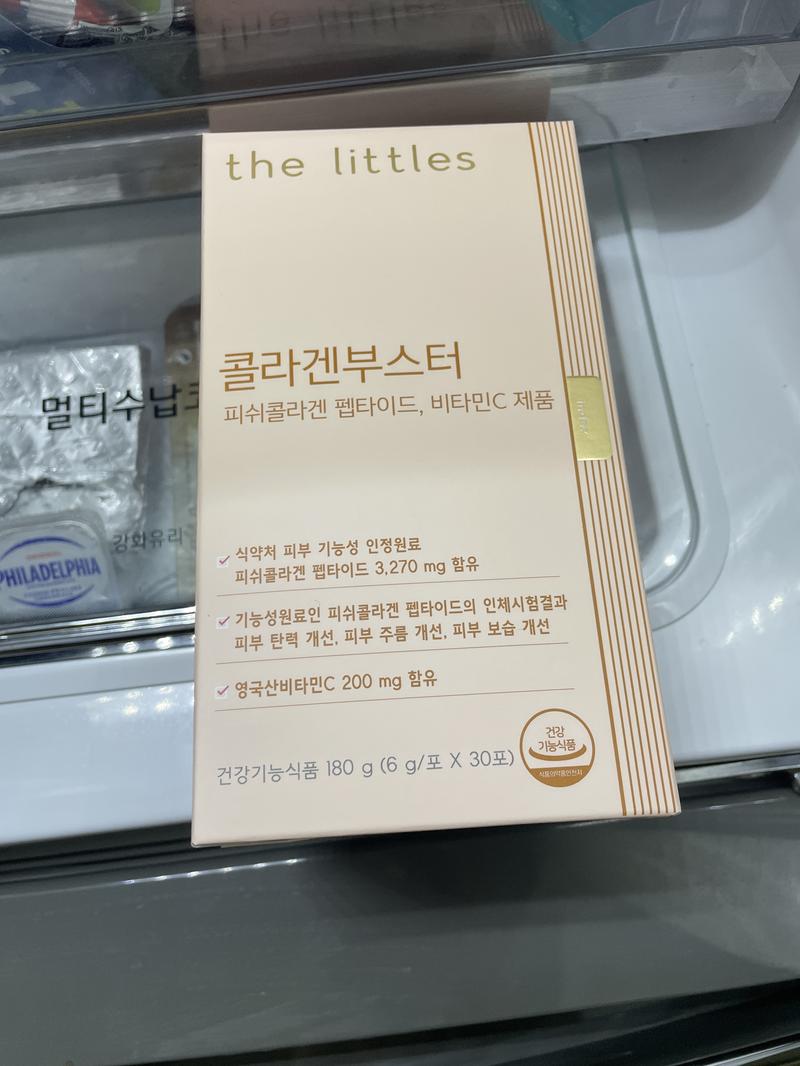 the littles
콜라겐부스터
피쉬콜라겐 펩타이드, 비타민C 제품
식약처 피부 기능성 인정원료
피쉬콜라겐 펩타이드 3,270 mg 함유
기능성원료인 피쉬콜라겐 펩타이드의 인체시험결과
피부 탄력 개선, 피부 주름 개선, 피부 보습 개선
영국산비타민C 200 mg 함유
건강기능식품 180 g (6 g/포 X 30포)
건강
기능식품
식품의약품안전처
멀티수납
강화유리
PHILADELPHIA